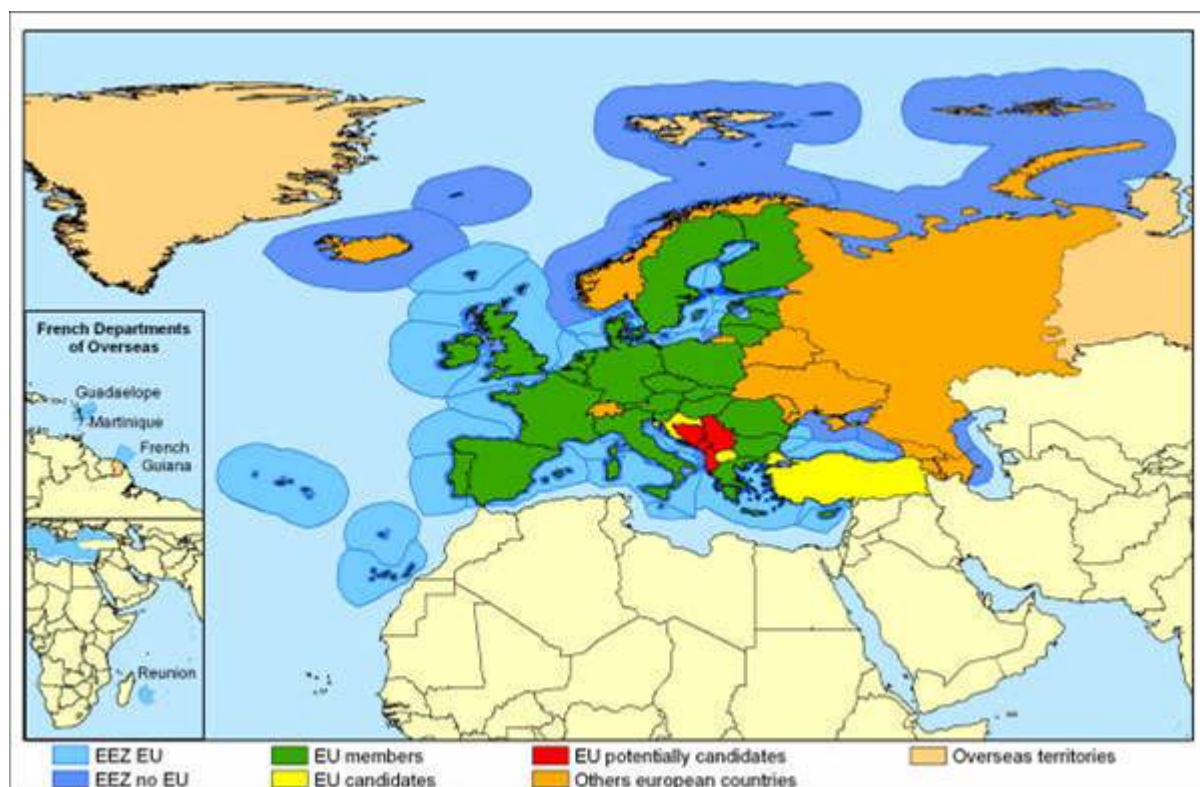 French Departments
of Overseas
Guadaelope
Martinique
French
Guiana
Reunion
EEZ EU
EU members
EU potentially candidates
Overseas territories
EEZ no EU
EU candidates
Others european countries